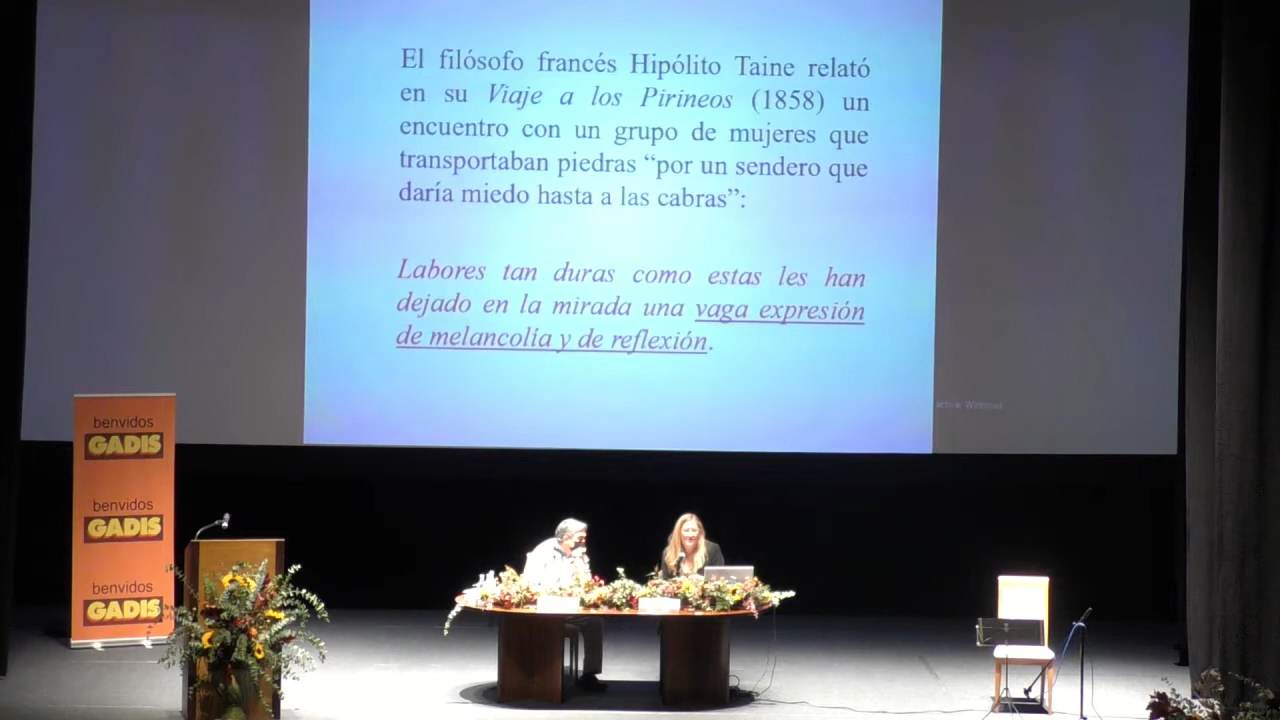 El filósofo francés Hipólito Taine relató
en su Viaje a los Pirineos (1858) un
encuentro con un grupo de mujeres que
transportaban piedras “por un sendero que
daría miedo hasta a las cabras”:
Labores tan duras como estas les han
dejado en la mirada una vaga expresión
de melancolía y de reflexión.
benvidos
GADIS
benvidos
GADIS
benvidos
GADIS